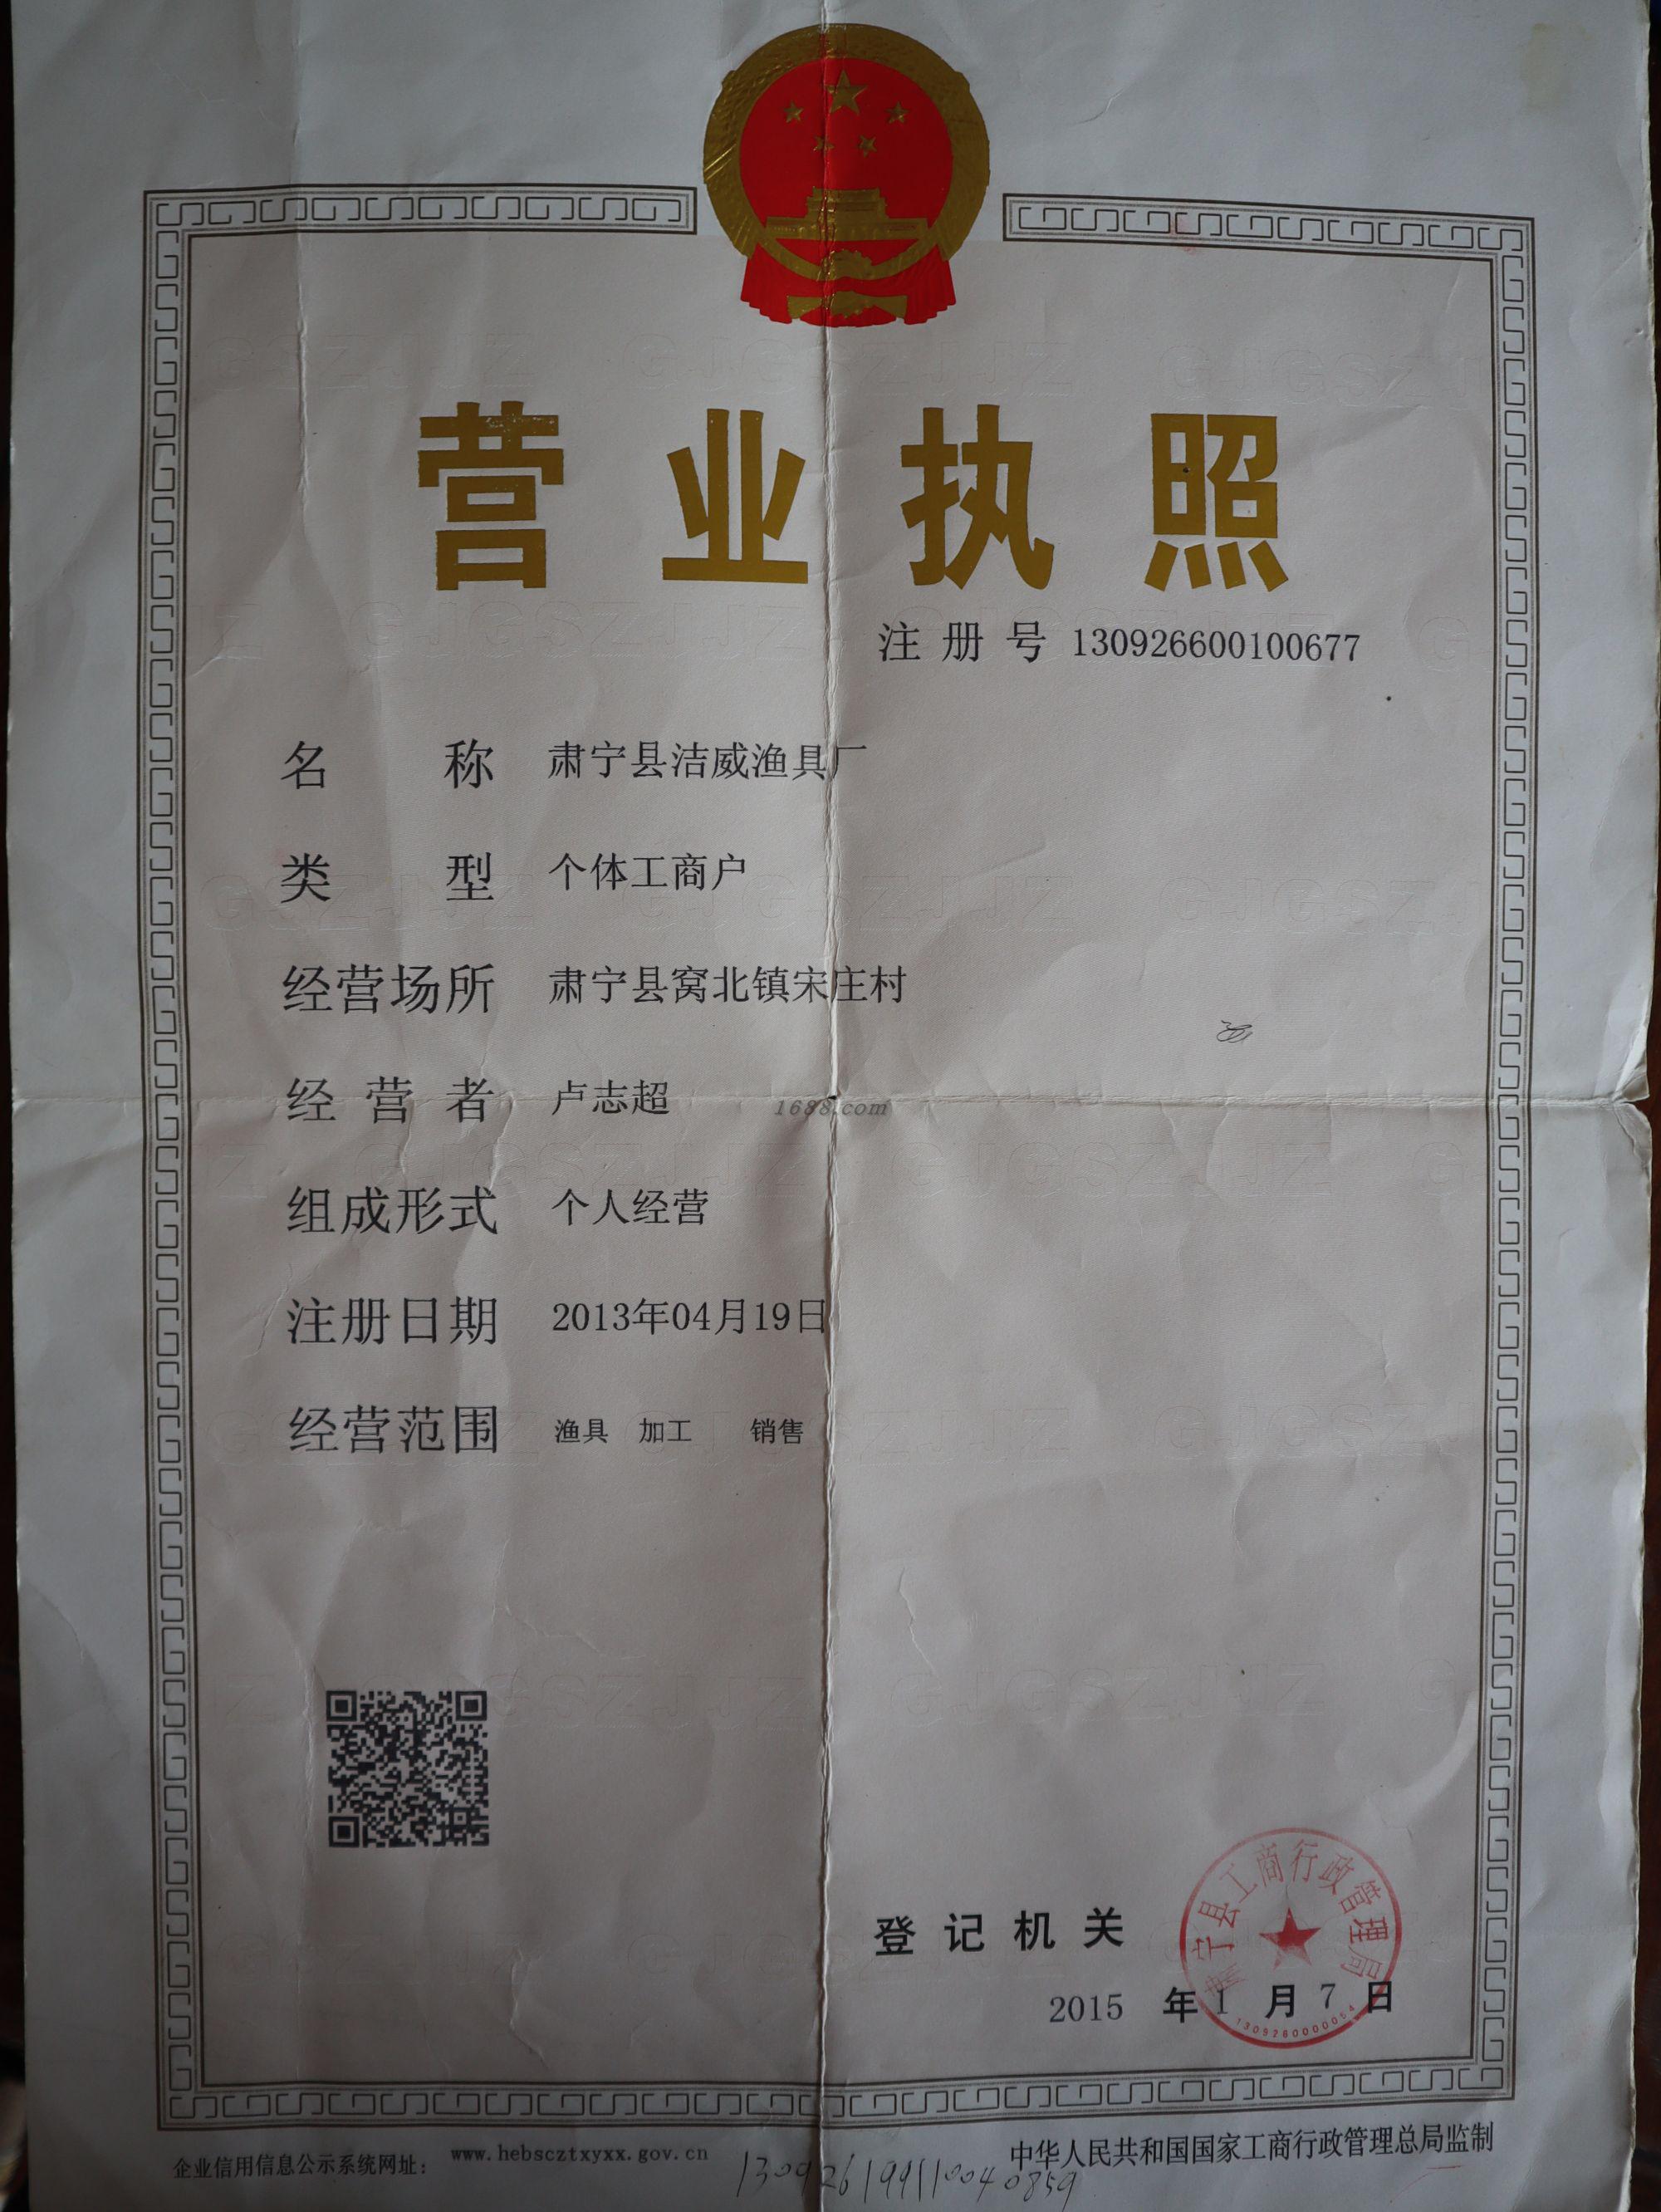 营业执照
注册号 130926600100677
名称 肃宁县洁威渔具厂
类型 个体工商户
经营场所 肃宁县窝北镇宋庄村
经营者 卢志超
1688.com
组成形式 个人经营
注册日期 2013年04月19日
经营范围 渔具 加工 销售
肃宁县工商行政管理局
登记机关
2015 年 1 月 7 日
1309260000054
企业信用信息公示系统网址: www.hebscztxyxx.gov.cn
中华人民共和国国家工商行政管理总局监制
130926199110040859